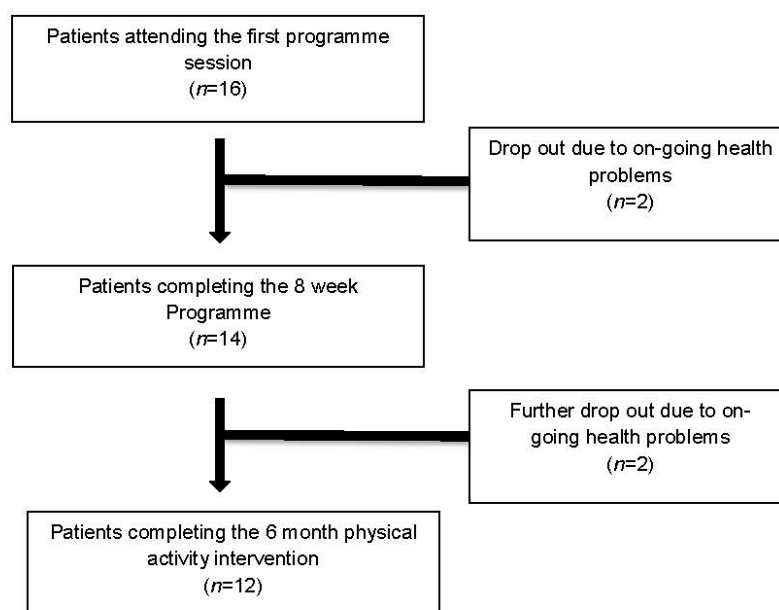 Patients attending the first programme
session
(n=16)
Drop out due to on-going health
problems
(n=2)
Patients completing the 8 week
Programme
(n=14)
Further drop out due to on-
going health problems
(n=2)
Patients completing the 6 month physical
activity intervention
(n=12)